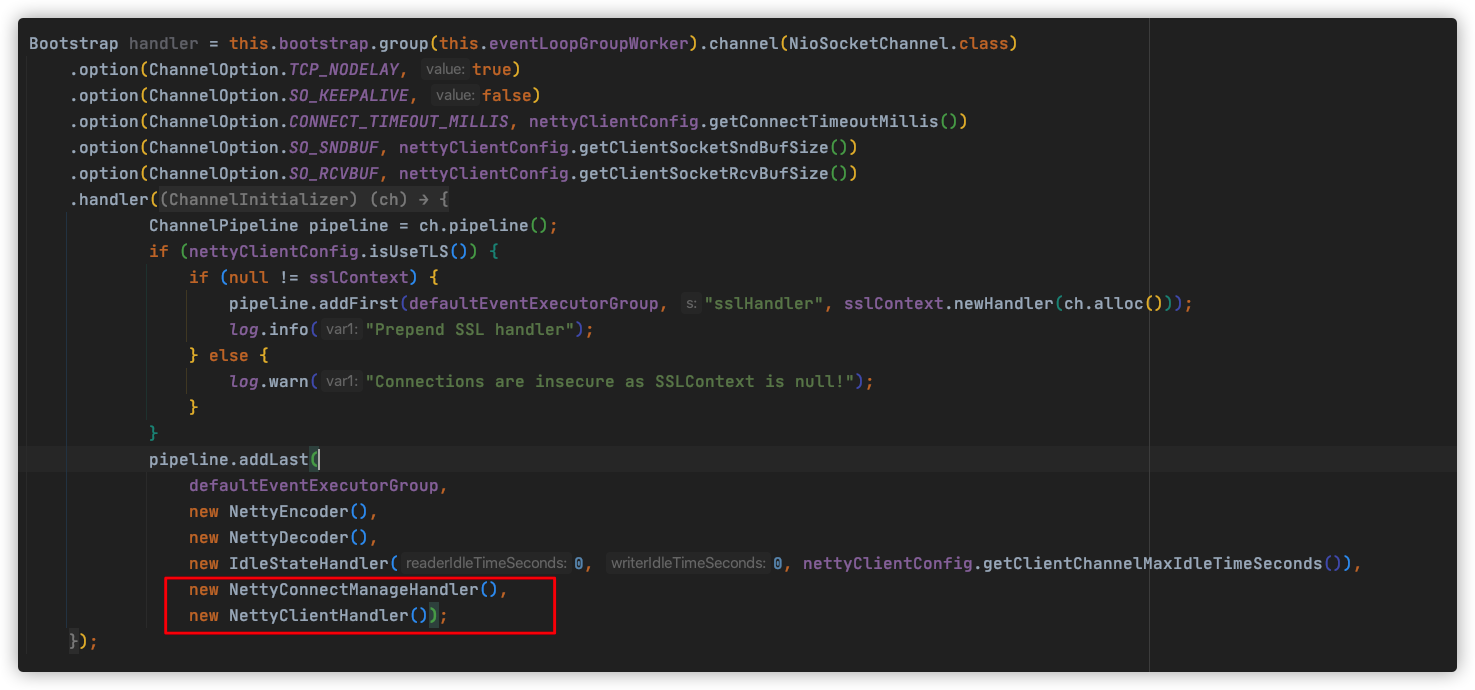 Bootstrap handler = this.bootstrap.group(this.eventLoopGroupWorker).channel(NioSocketChannel.class)
.option(ChannelOption.TCP_NODELAY, value: true)
.option(ChannelOption.SO_KEEPALIVE, value: false)
.option(ChannelOption.CONNECT_TIMEOUT_MILLIS, nettyClientConfig.getConnectTimeoutMillis())
.option(ChannelOption.SO_SNDBUF, nettyClientConfig.getClientSocketSndBufSize())
.option(ChannelOption.SO_RCVBUF, nettyClientConfig.getClientSocketRcvBufSize())
.handler((ChannelInitializer) (ch) → {
ChannelPipeline pipeline = ch.pipeline();
if (nettyClientConfig.isUseTLS()) {
if (null != sslContext) {
pipeline.addFirst(defaultEventExecutorGroup, s: "sslHandler", sslContext.newHandler(ch.alloc()));
log.info( var1: "Prepend SSL handler");
} else {
log.warn( var1: "Connections are insecure as SSLContext is null!");
}
}
pipeline.addLast(
defaultEventExecutorGroup,
new NettyEncoder(),
new NettyDecoder(),
new IdleStateHandler( readerIdleTimeSeconds: 0, writerIdleTimeSeconds: 0, nettyClientConfig.getClientChannelMaxIdleTimeSeconds()),
new NettyConnectManageHandler(),
new NettyClientHandler());
});